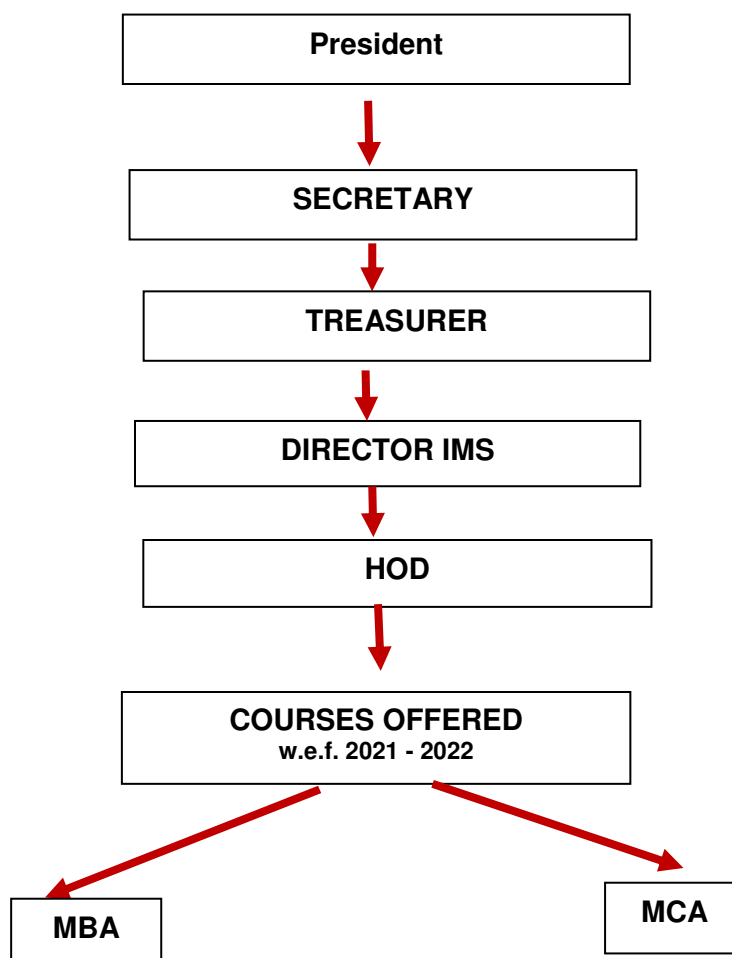 President
SECRETARY
TREASURER
DIRECTOR IMS
HOD
COURSES OFFERED
w.e.f. 2021 - 2022
MBA
MCA